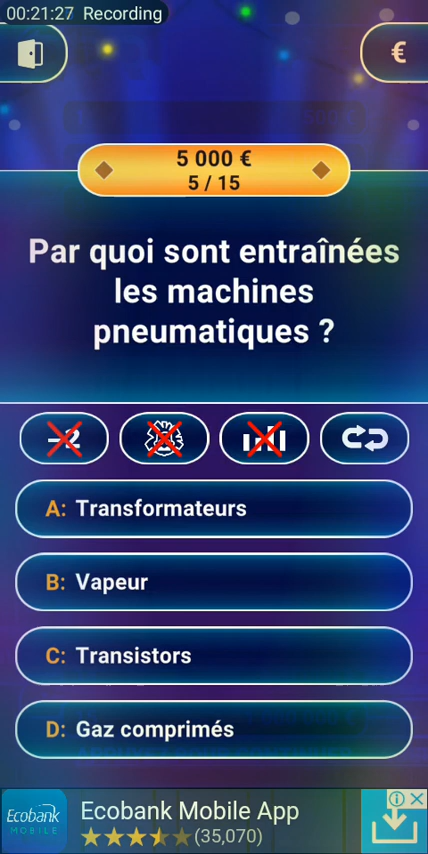 00:21:27 Recording
€
5 000 €
5 / 15
Par quoi sont entraînées
les machines
pneumatiques ?
-2
A: Transformateurs
B: Vapeur
C: Transistors
D: Gaz comprimés
Ecobank
MOBILE
Ecobank Mobile App
(35,070)